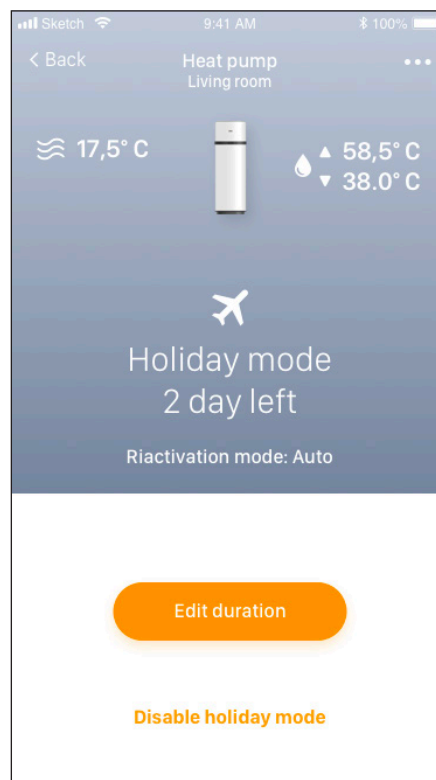 Sketch 9:41 AM 100%
< Back Heat pump •••
Living room
17,5° C
▲ 58,5° C
▼ 38.0° C
Holiday mode
2 day left
Riactivation mode: Auto
Edit duration
Disable holiday mode